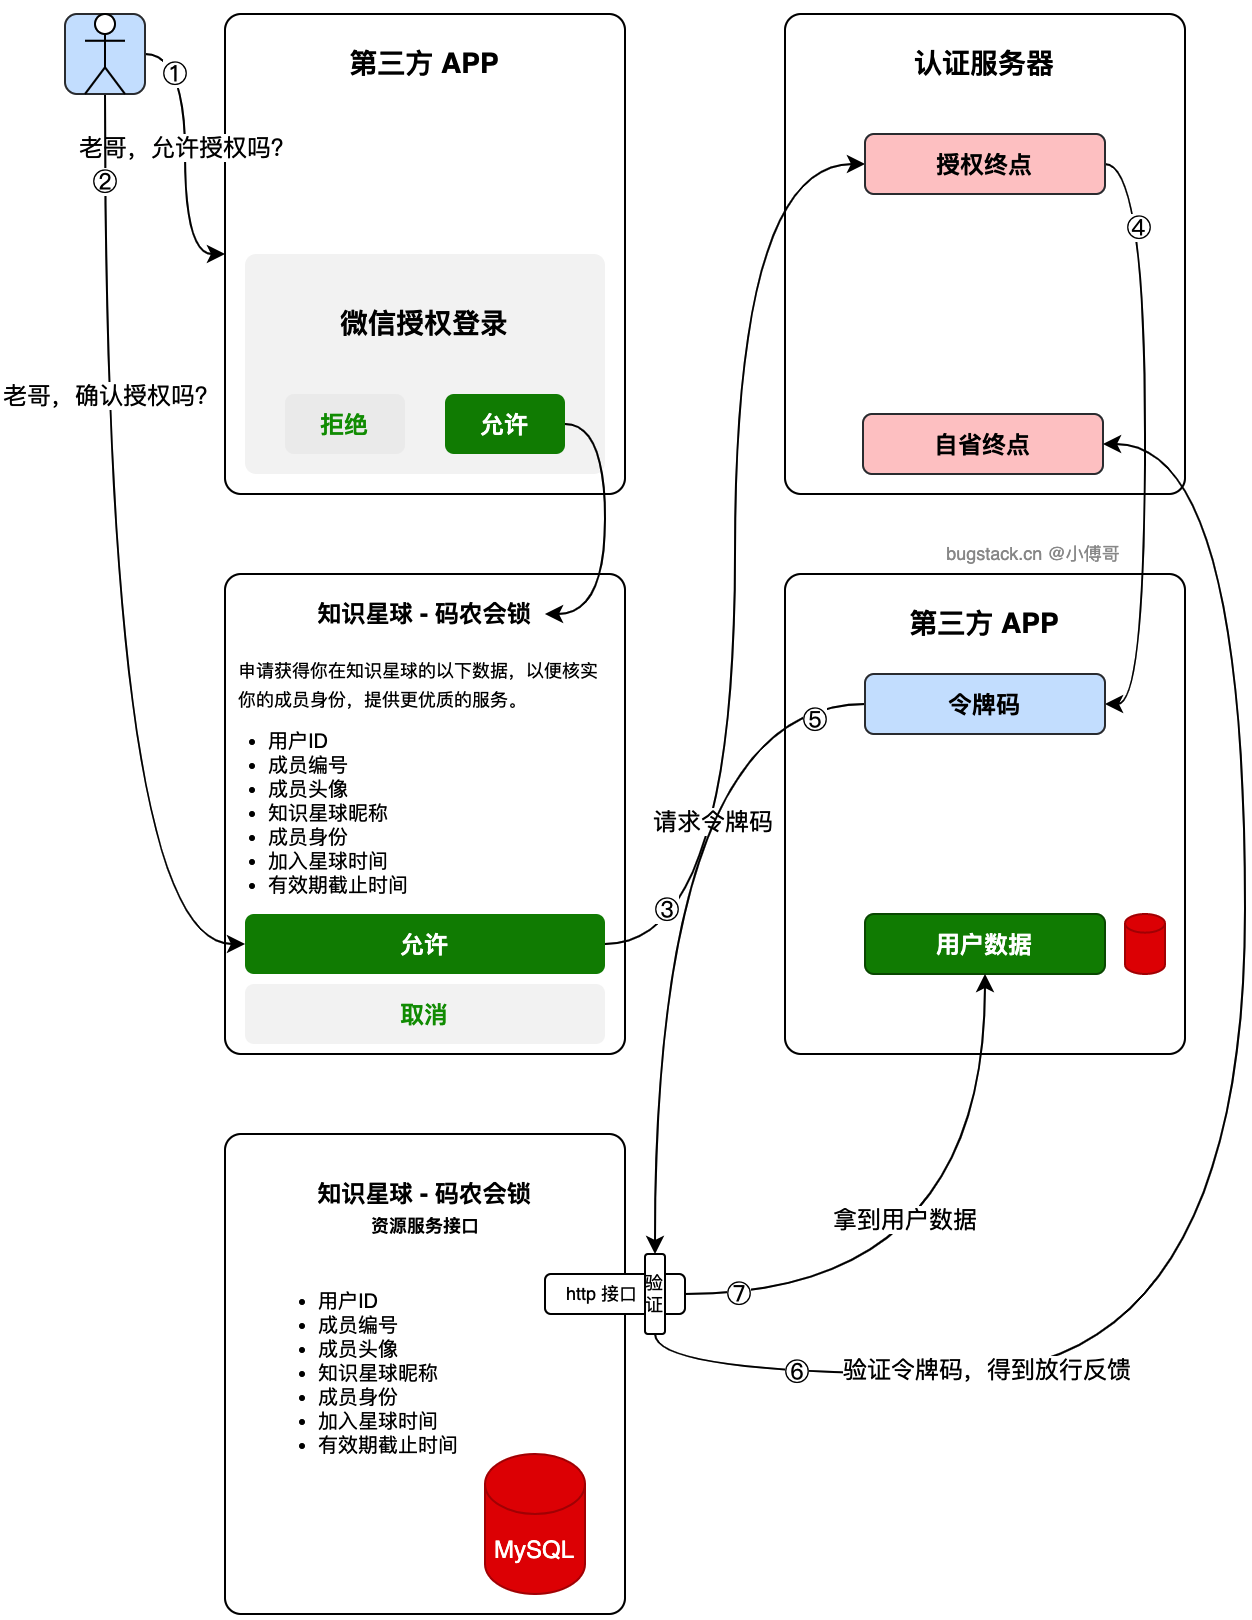 第三方 APP
①
老哥，允许授权吗？
②
微信授权登录
拒绝
允许
老哥，确认授权吗？
认证服务器
授权终点
④
自省终点
bugstack.cn @小傅哥
知识星球 - 码农会锁
申请获得你在知识星球的以下数据，以便核实
你的成员身份，提供更优质的服务。
• 用户ID
• 成员编号
• 成员头像
• 知识星球昵称
• 成员身份
• 加入星球时间
• 有效期截止时间
允许
取消
③
请求令牌码
⑤
第三方 APP
令牌码
用户数据
知识星球 - 码农会锁
资源服务接口
• 用户ID
• 成员编号
• 成员头像
• 知识星球昵称
• 成员身份
• 加入星球时间
• 有效期截止时间
MySQL
http 接口
验
证
⑦
拿到用户数据
⑥
验证令牌码，得到放行反馈